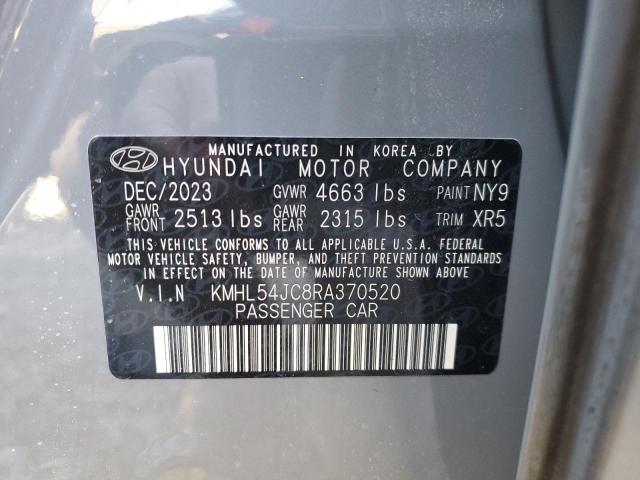 MANUFACTURED IN KOREA BY
HYUNDAI MOTOR COMPANY
DEC/2023 GVWR 4663 lbs PAINT NY9
GAWR FRONT 2513 lbs GAWR REAR 2315 lbs TRIM XR5
THIS VEHICLE CONFORMS TO ALL APPLICABLE U.S.A. FEDERAL
MOTOR VEHICLE SAFETY, BUMPER, AND THEFT PREVENTION STANDARDS
IN EFFECT ON THE DATE OF MANUFACTURE SHOWN ABOVE
V.I.N KMHL54JC8RA370520
PASSENGER CAR